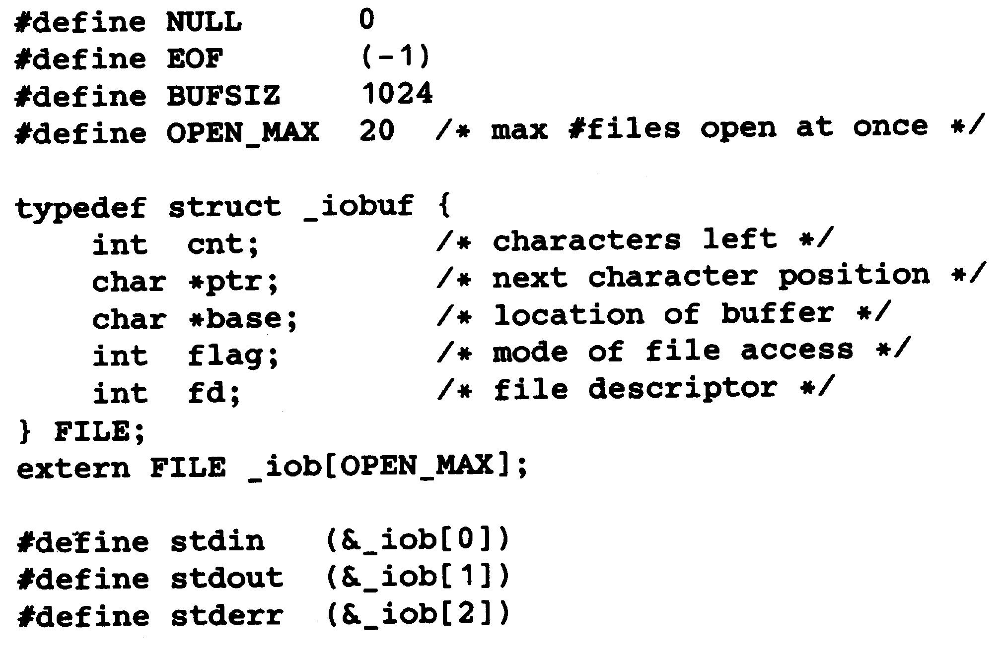 #define NULL      0
#define EOF       (-1)
#define BUFSIZ    1024
#define OPEN_MAX  20  /* max #files open at once */

typedef struct _iobuf {
    int  cnt;         /* characters left */
    char *ptr;        /* next character position */
    char *base;       /* location of buffer */
    int  flag;        /* mode of file access */
    int  fd;          /* file descriptor */
} FILE;
extern FILE _iob[OPEN_MAX];

#define stdin   (&_iob[0])
#define stdout  (&_iob[1])
#define stderr  (&_iob[2])